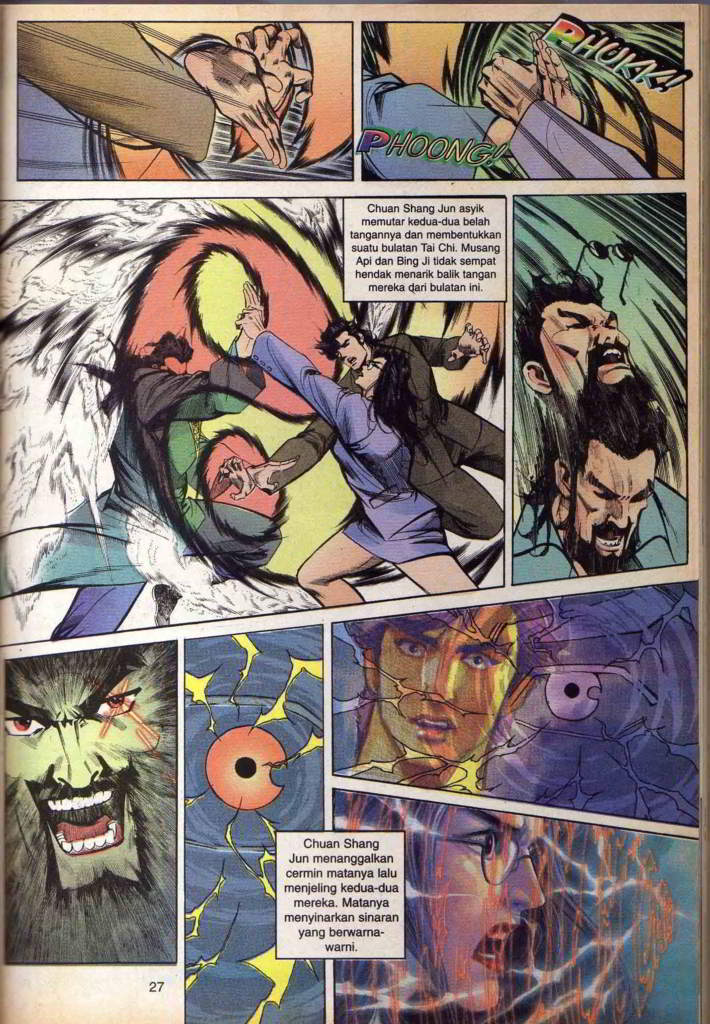 PHUKK!
PHOONG!
Chuan Shang Jun asyik
memutar kedua-dua belah
tangannya dan membentukkan
suatu bulatan Tai Chi. Musang
Api dan Bing Ji tidak sempat
hendak menarik balik tangan
mereka dari bulatan ini.
Chuan Shang
Jun menanggalkan
cermin matanya lalu
menjeling kedua-dua
mereka. Matanya
menyinarkan sinaran
yang berwarna-
warni.
27